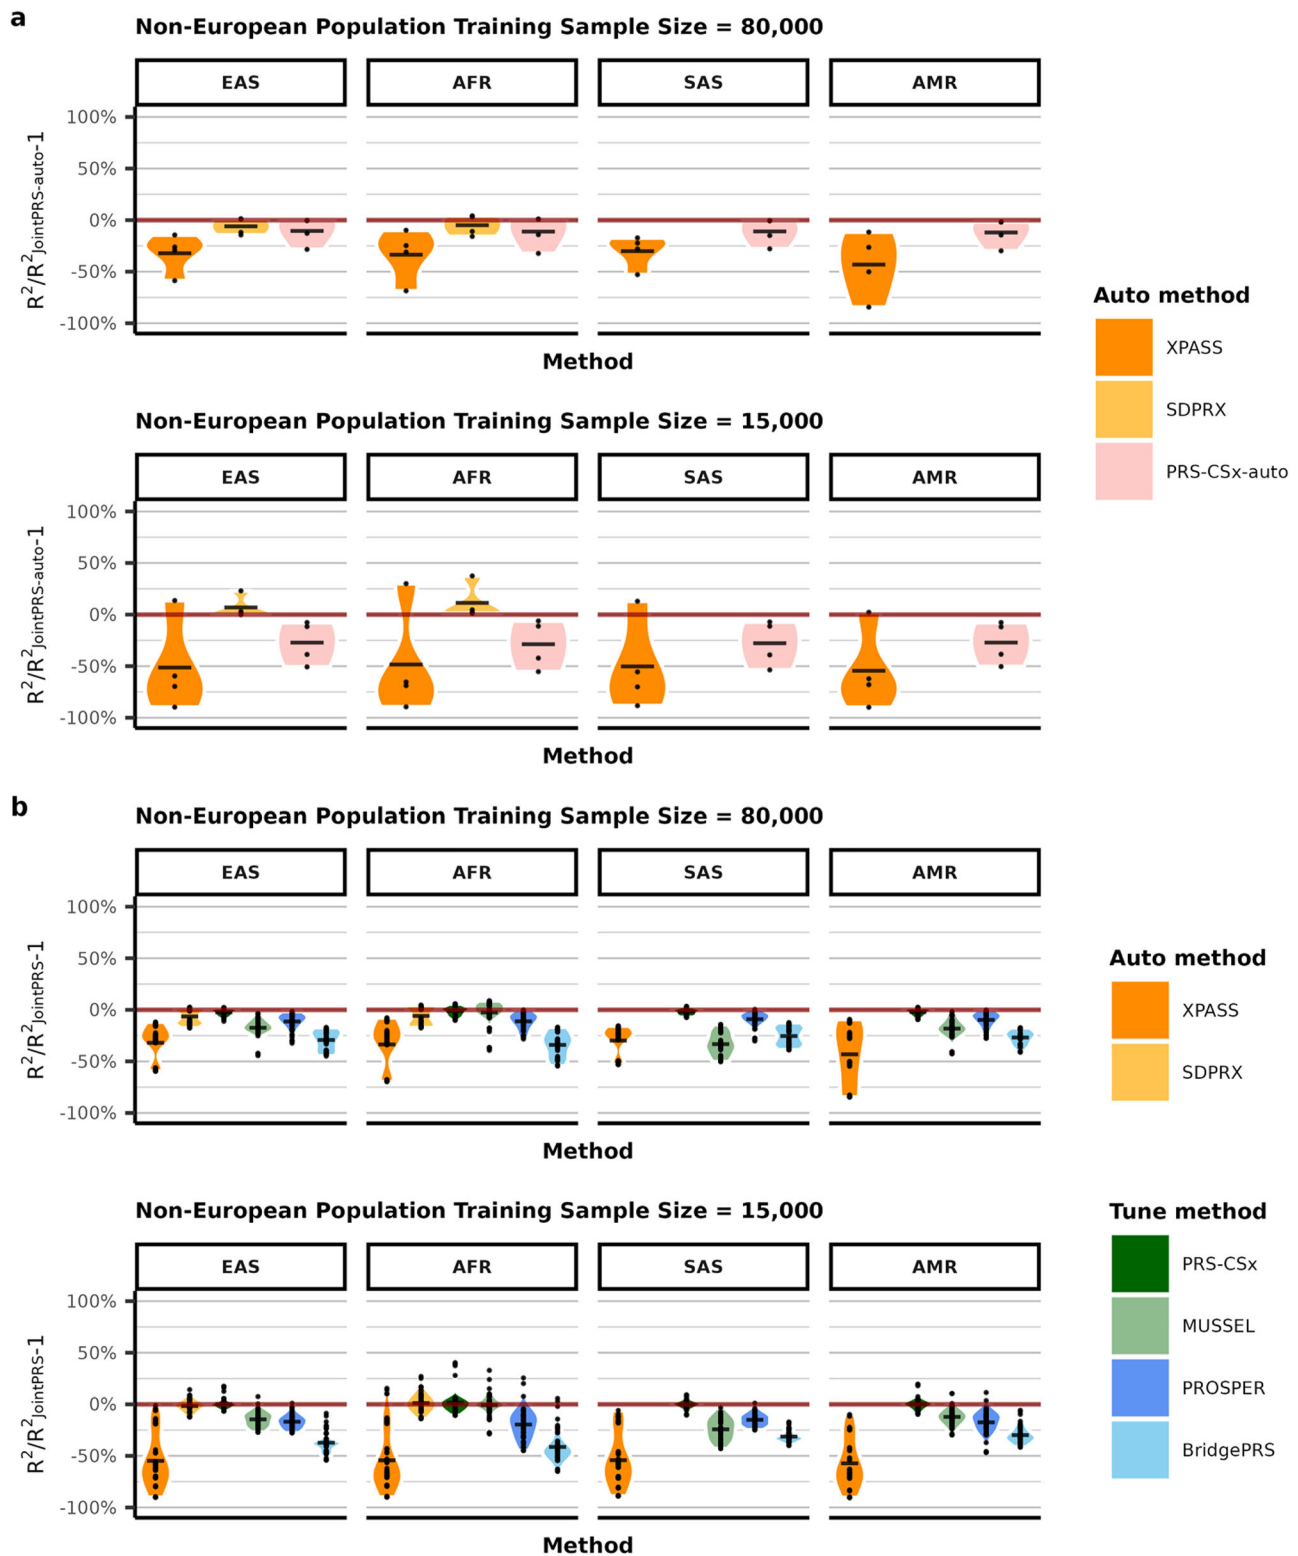 a
Non-European Population Training Sample Size = 80,000
EAS AFR SAS AMR
R²/R²JointPRS-auto-1
100%
50%
0%
-50%
-100%
Method
Non-European Population Training Sample Size = 15,000
EAS AFR SAS AMR
R²/R²JointPRS-auto-1
100%
50%
0%
-50%
-100%
Method
Auto method
XPASS
SDPRX
PRS-CSx-auto
b
Non-European Population Training Sample Size = 80,000
EAS AFR SAS AMR
R²/R²JointPRS-1
100%
50%
0%
-50%
-100%
Method
Auto method
XPASS
SDPRX
Non-European Population Training Sample Size = 15,000
EAS AFR SAS AMR
R²/R²JointPRS-1
100%
50%
0%
-50%
-100%
Method
Tune method
PRS-CSx
MUSSEL
PROSPER
BridgePRS